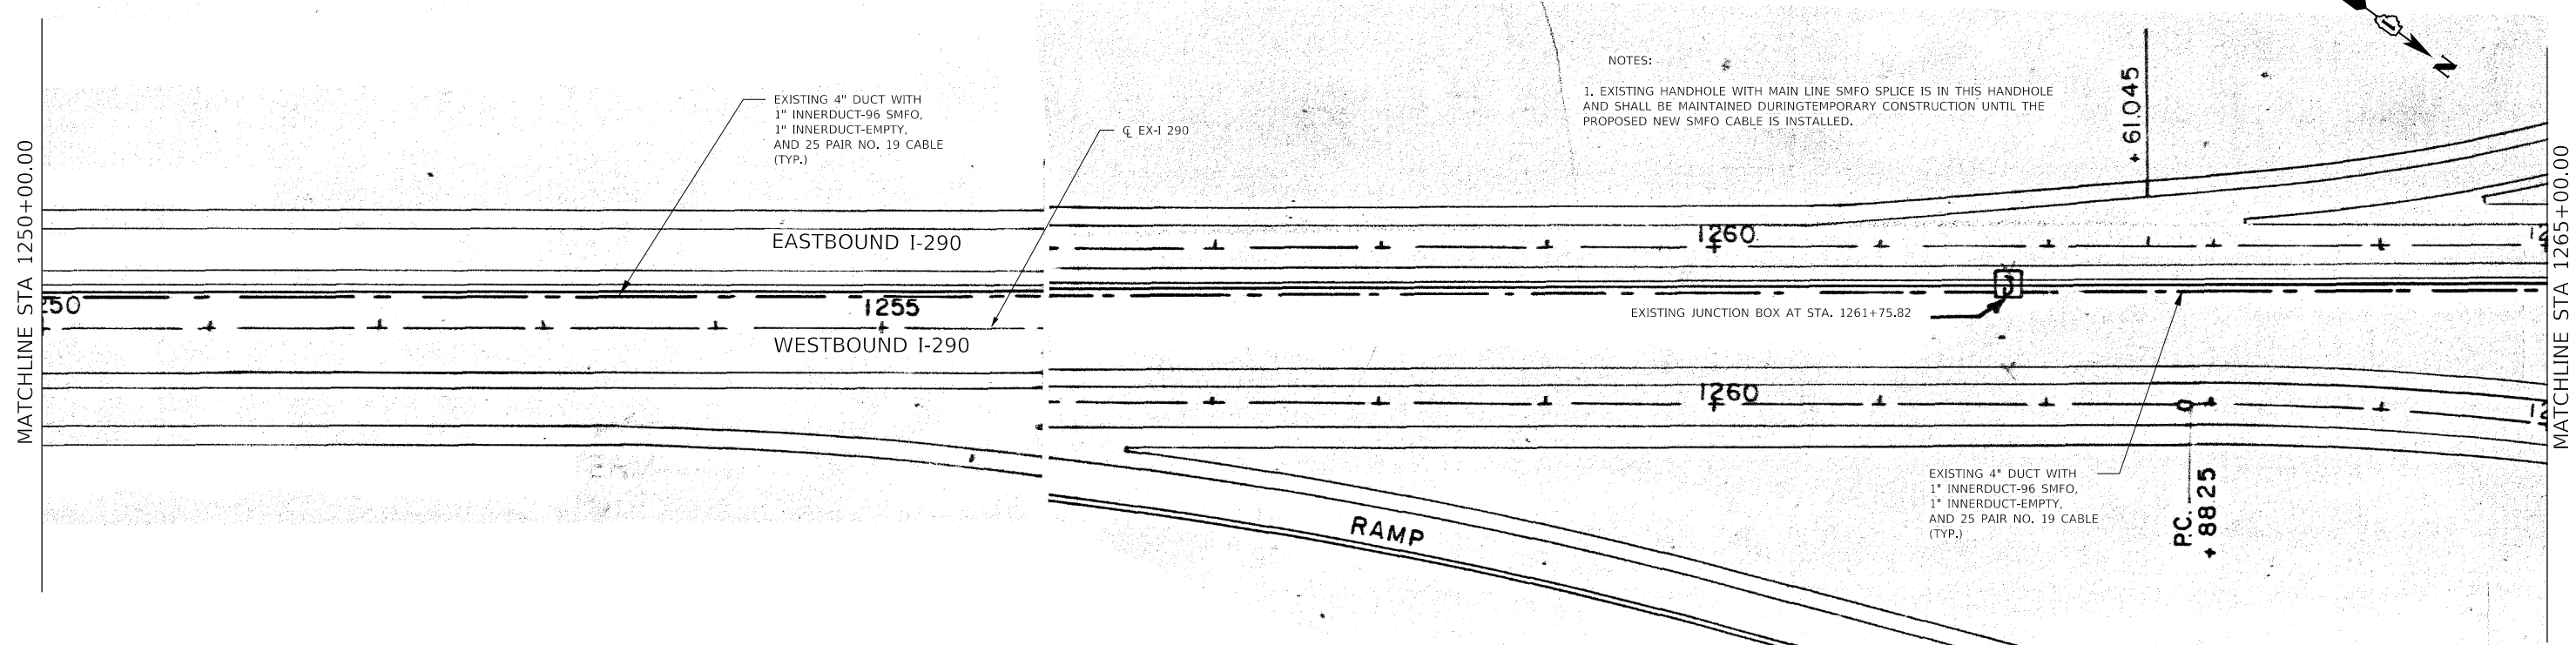 MATCHLINE STA 1250+00.00
EXISTING 4" DUCT WITH
1" INNERDUCT-96 SMFO,
1" INNERDUCT-EMPTY,
AND 25 PAIR NO. 19 CABLE
(TYP.)
℄ EX-I 290
NOTES:
1. EXISTING HANDHOLE WITH MAIN LINE SMFO SPLICE IS IN THIS HANDHOLE
AND SHALL BE MAINTAINED DURINGTEMPORARY CONSTRUCTION UNTIL THE
PROPOSED NEW SMFO CABLE IS INSTALLED.
+ 61.045
N
EASTBOUND I-290
1260
250
1255
WESTBOUND I-290
J
EXISTING JUNCTION BOX AT STA. 1261+75.82
1260
12
12
EXISTING 4" DUCT WITH
1" INNERDUCT-96 SMFO,
1" INNERDUCT-EMPTY,
AND 25 PAIR NO. 19 CABLE
(TYP.)
P.C.
+ 88.25
RAMP
MATCHLINE STA 1265+00.00